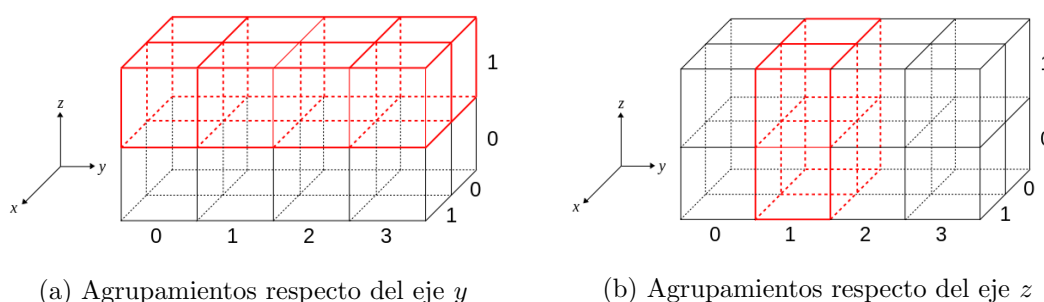 z
y
x
1
0
0
1
0 1 2 3
(a) Agrupamientos respecto del eje y
z
y
x
1
0
0
1
0 1 2 3
(b) Agrupamientos respecto del eje z